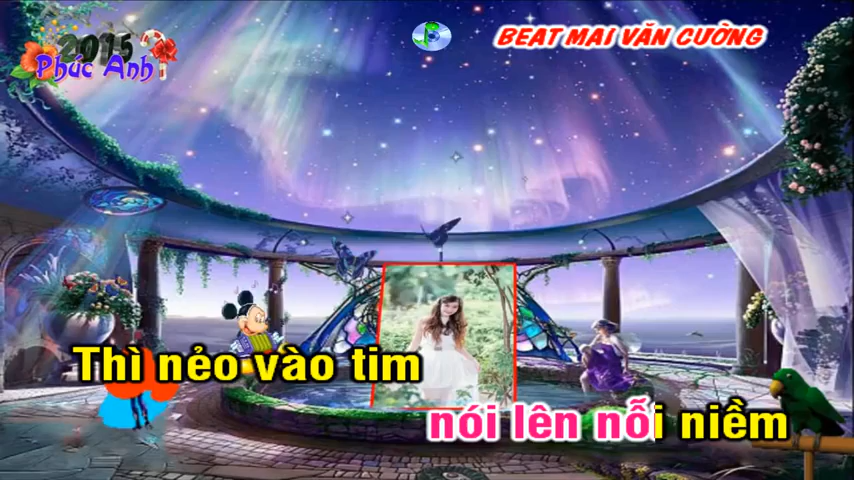 2015
Phúc Anh
BEAT MAI VĂN CƯỜNG
Thì nẻo vào tim
nói lên nỗi niềm